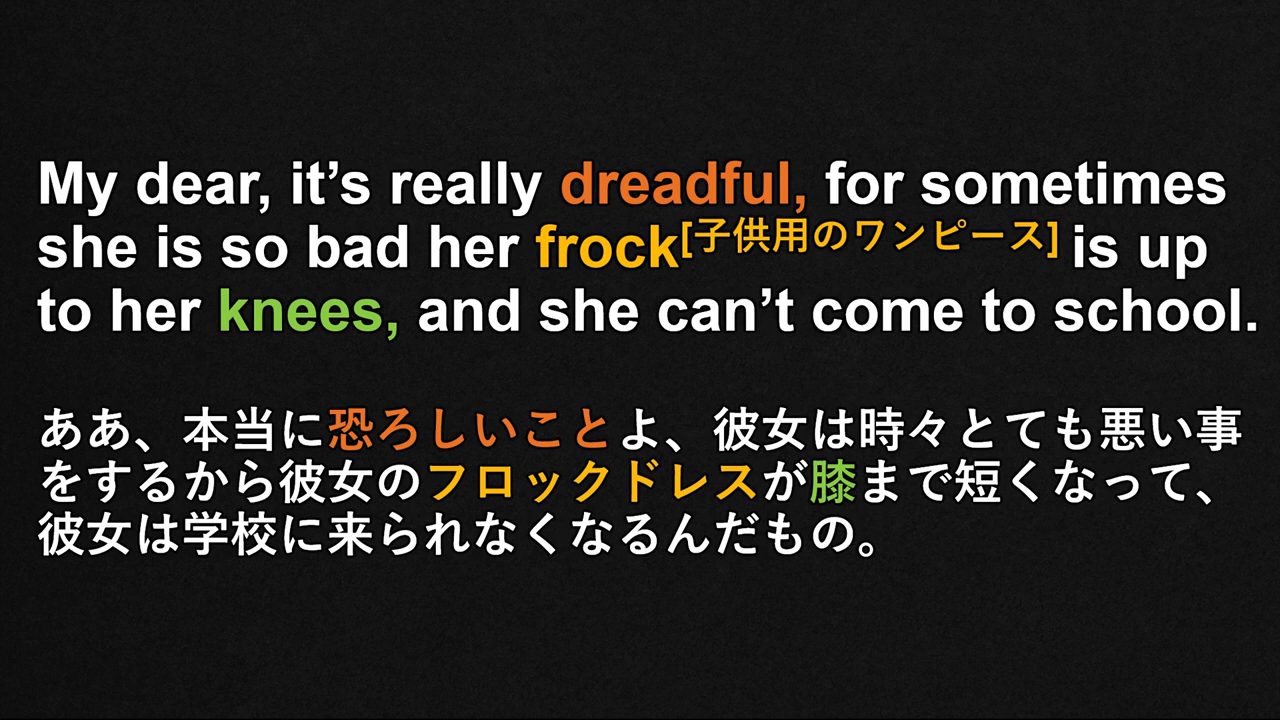 My dear, it’s really dreadful, for sometimes
she is so bad her frock[子供用のワンピース] is up
to her knees, and she can’t come to school.
ああ、本当に恐ろしいことよ、彼女は時々とても悪い事
をするから彼女のフロックドレスが膝まで短くなって、
彼女は学校に来られなくなるんだもの。